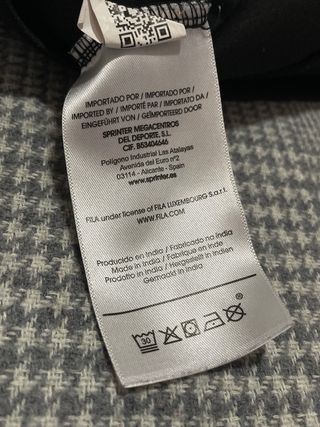 IMPORTADO POR / IMPORTADO POR /
IMPORTED BY / IMPORTÉ PAR / IMPORTATO DA /
EINGEFÜHRT VON / GEÏMPORTEERD DOOR
SPRINTER MEGACENTROS
DEL DEPORTE, S.L.
CIF. B53404646
Polígono Industrial Las Atalayas
Avenida del Euro nº2
03114 - Alicante - Spain
www.sprinter.es
FILA under license of FILA LUXEMBOURG S.a.r.l.
WWW.FILA.COM
Producido en India / Fabricado na Índia
Made in India / Fabriqué en Inde
Prodotto in India / Hergestellt in Indien
Gemaakt in India
30
®